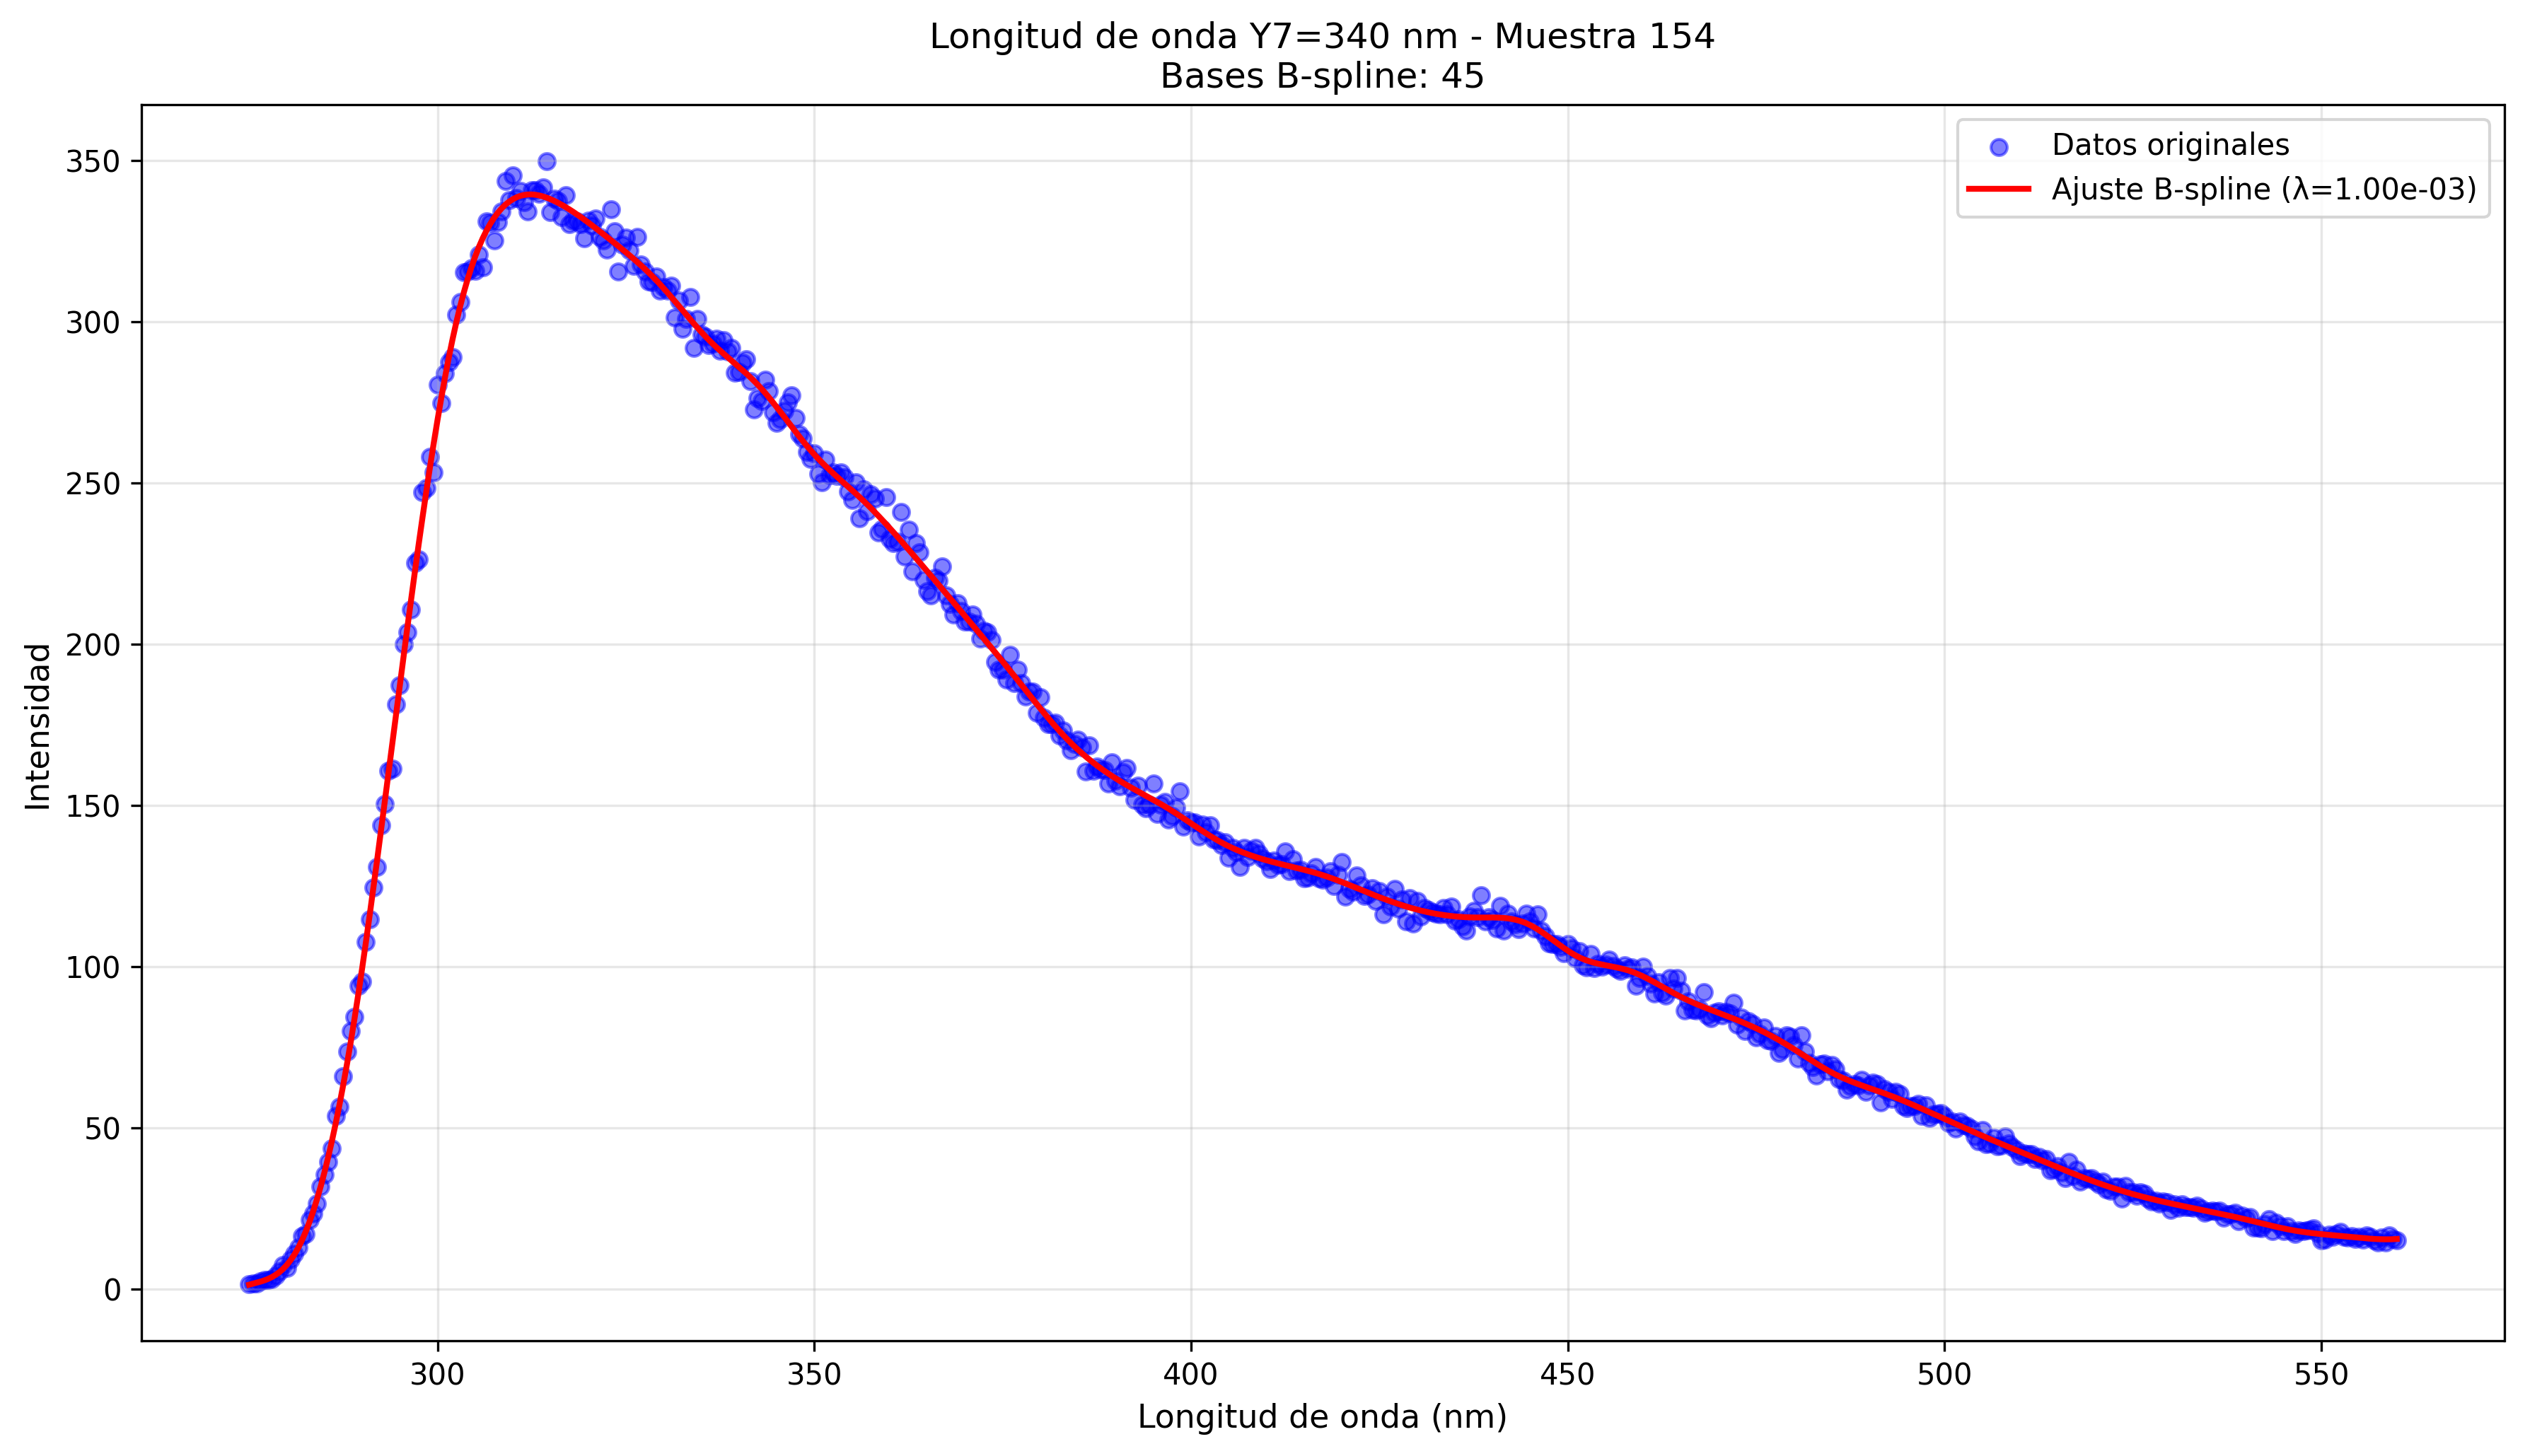 Longitud de onda Y7=340 nm - Muestra 154
Bases B-spline: 45
Datos originales
Ajuste B-spline (λ=1.00e-03)
Intensidad
350
300
250
200
150
100
50
0
300
350
400
450
500
550
Longitud de onda (nm)